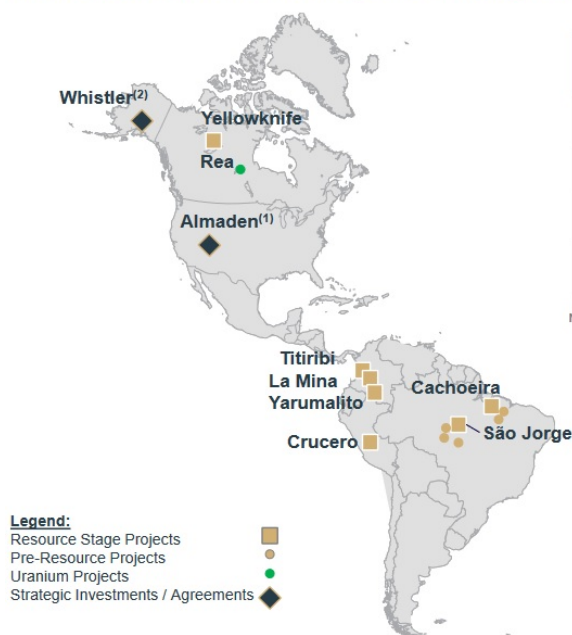 Whistler(2)
Yellowknife
Rea
Almaden(1)
Titiribi
La Mina
Cachoeira
Yarumalito
São Jorge
Crucero
Legend:
Resource Stage Projects
Pre-Resource Projects
Uranium Projects
Strategic Investments / Agreements